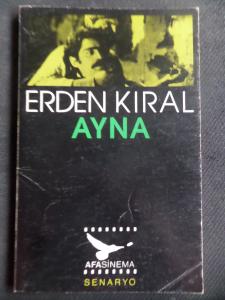 ERDEN KIRAL
AYNA
AFASİNEMA
SENARYO